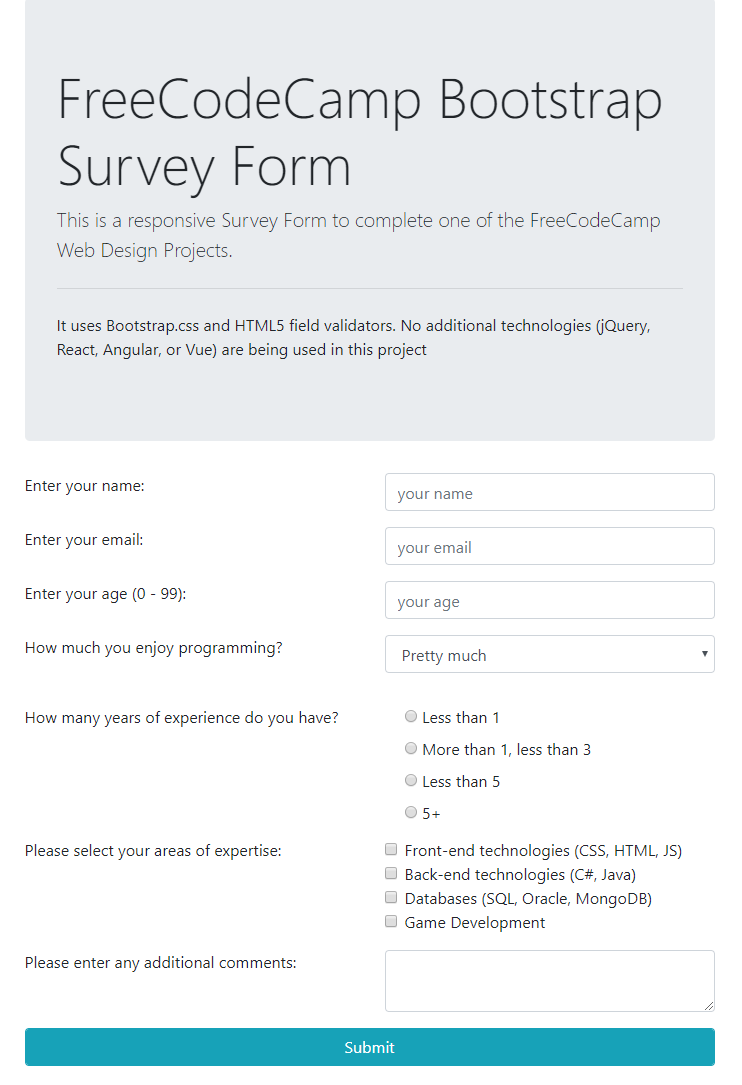 FreeCodeCamp Bootstrap
Survey Form
This is a responsive Survey Form to complete one of the FreeCodeCamp
Web Design Projects.
It uses Bootstrap.css and HTML5 field validators. No additional technologies (jQuery,
React, Angular, or Vue) are being used in this project
Enter your name:
your name
Enter your email:
your email
Enter your age (0 - 99):
your age
How much you enjoy programming?
Pretty much
How many years of experience do you have?
Less than 1
More than 1, less than 3
Less than 5
5+
Please select your areas of expertise:
Front-end technologies (CSS, HTML, JS)
Back-end technologies (C#, Java)
Databases (SQL, Oracle, MongoDB)
Game Development
Please enter any additional comments:
Submit